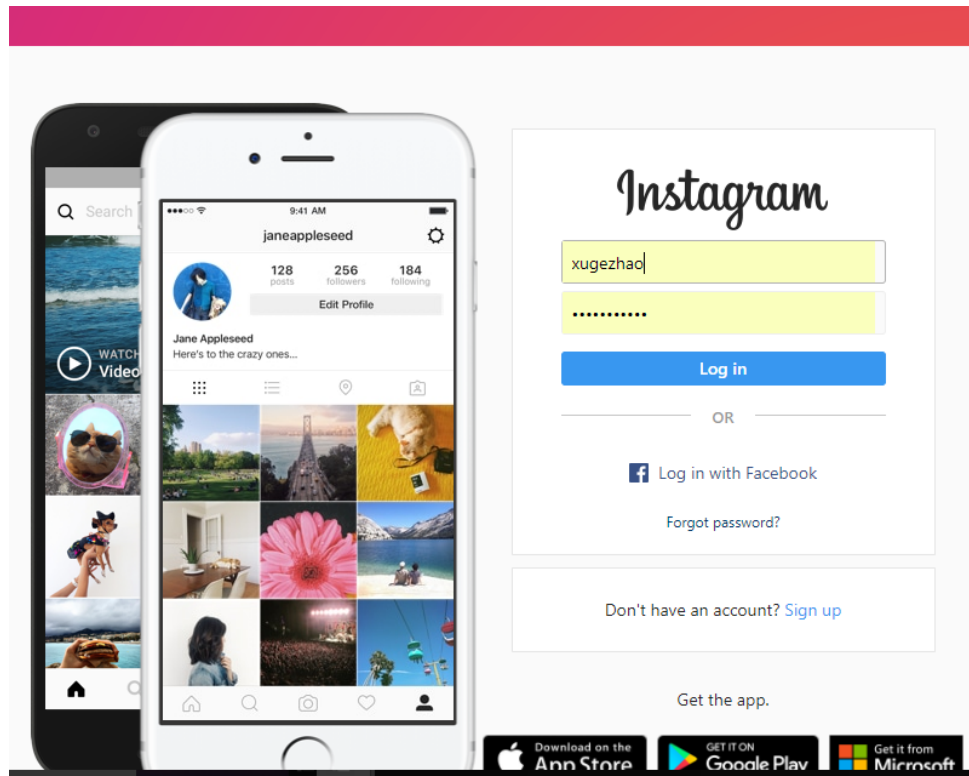 Search
WATCH
Video
9:41 AM
janeappleseed
128 256 184
posts followers following
Edit Profile
Jane Appleseed
Here's to the crazy ones...
Instagram
xugezhao
•••••••••••
Log in
OR
Log in with Facebook
Forgot password?
Don't have an account? Sign up
Get the app.
Download on the
App Store
GET IT ON
Google Play
Get it from
Microsoft